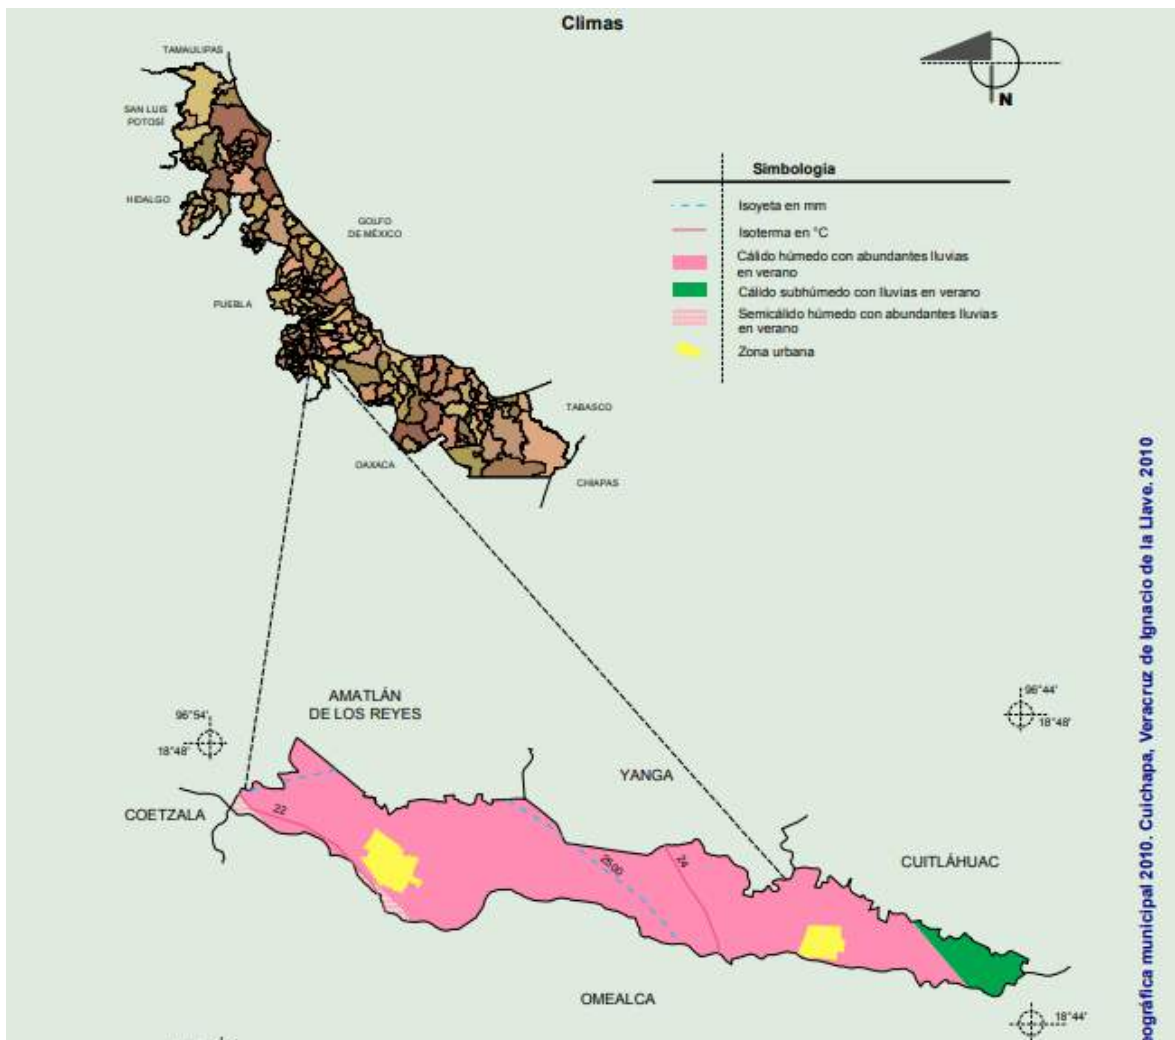 Climas
TAMAULIPAS
SAN LUIS
POTOSÍ
HIDALGO
GOLFO
DE MÉXICO
PUEBLA
TABASCO
OAXACA
CHIAPAS
N
Simbología
Isoyeta en mm
Isoterma en °C
Cálido húmedo con abundantes lluvias
en verano
Cálido subhúmedo con lluvias en verano
Semicálido húmedo con abundantes lluvias
en verano
Zona urbana
AMATLÁN
DE LOS REYES
96°54'
18°48'
96°44'
18°48'
YANGA
COETZALA
22
2500
24
CUITLÁHUAC
OMEALCA
18°44'
eográfica municipal 2010. Cuichapa, Veracruz de Ignacio de la Llave. 2010